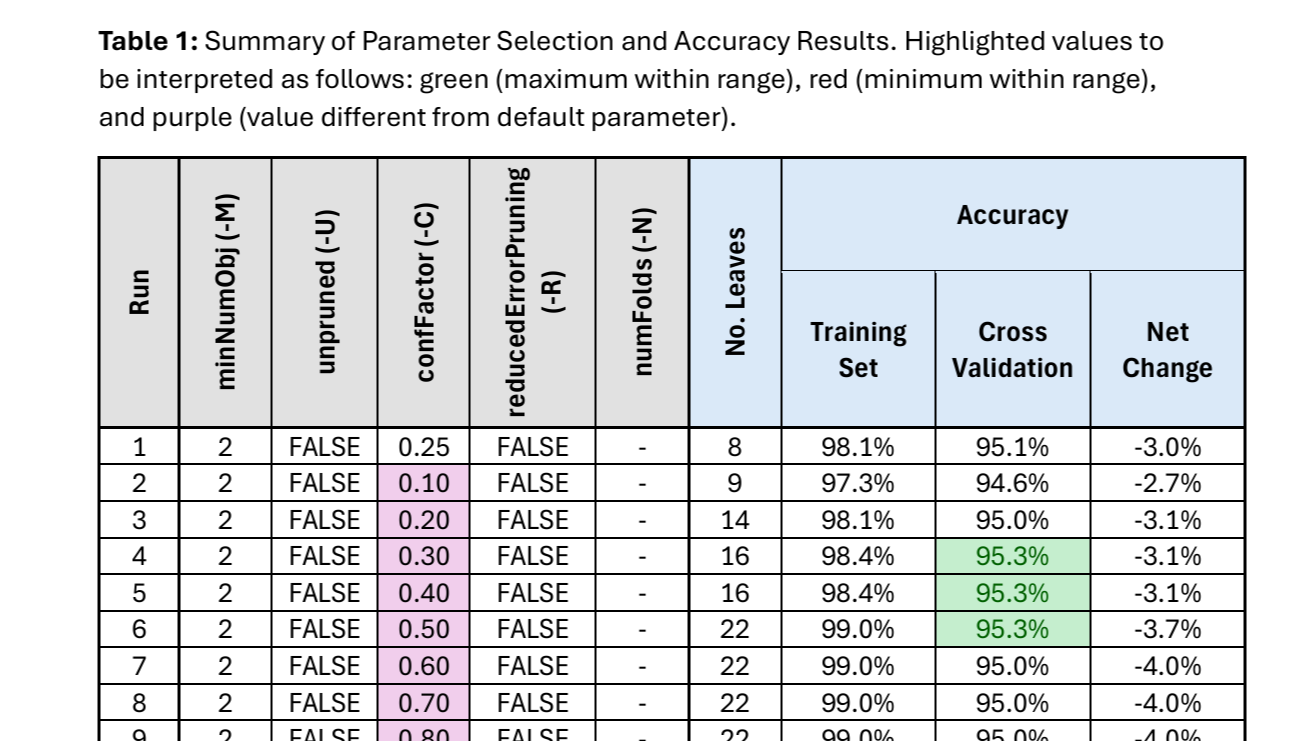 Table 1: Summary of Parameter Selection and Accuracy Results. Highlighted values to
be interpreted as follows: green (maximum within range), red (minimum within range),
and purple (value different from default parameter).
Run minNumObj (-M) unpruned (-U) confFactor (-C) reducedErrorPruning (-R) numFolds (-N) No. Leaves Accuracy
Training Set Cross Validation Net Change
1 2 FALSE 0.25 FALSE - 8 98.1% 95.1% -3.0%
2 2 FALSE 0.10 FALSE - 9 97.3% 94.6% -2.7%
3 2 FALSE 0.20 FALSE - 14 98.1% 95.0% -3.1%
4 2 FALSE 0.30 FALSE - 16 98.4% 95.3% -3.1%
5 2 FALSE 0.40 FALSE - 16 98.4% 95.3% -3.1%
6 2 FALSE 0.50 FALSE - 22 99.0% 95.3% -3.7%
7 2 FALSE 0.60 FALSE - 22 99.0% 95.0% -4.0%
8 2 FALSE 0.70 FALSE - 22 99.0% 95.0% -4.0%
9 2 FALSE 0.80 FALSE - 22 99.0% 95.0% -4.0%